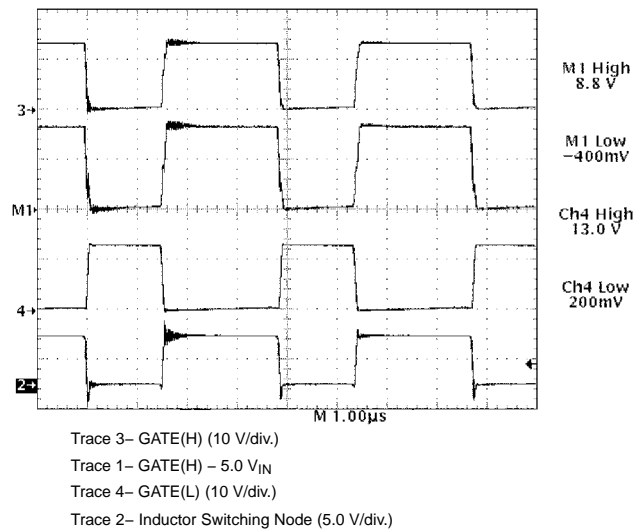 M1 High
8.8 V
3
M1 Low
−400mV
M1
Ch4 High
13.0 V
Ch4 Low
200mV
4
2
M 1.00µs
Trace 3− GATE(H) (10 V/div.)
Trace 1− GATE(H) − 5.0 VIN
Trace 4− GATE(L) (10 V/div.)
Trace 2− Inductor Switching Node (5.0 V/div.)